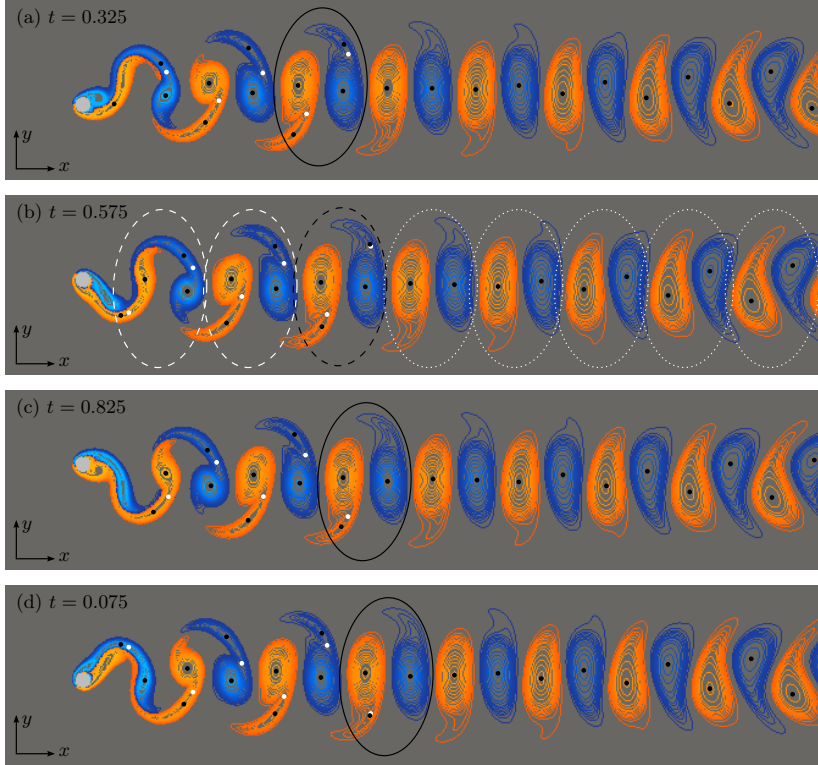 (a) t = 0.325
y
x
(b) t = 0.575
y
x
(c) t = 0.825
y
x
(d) t = 0.075
y
x